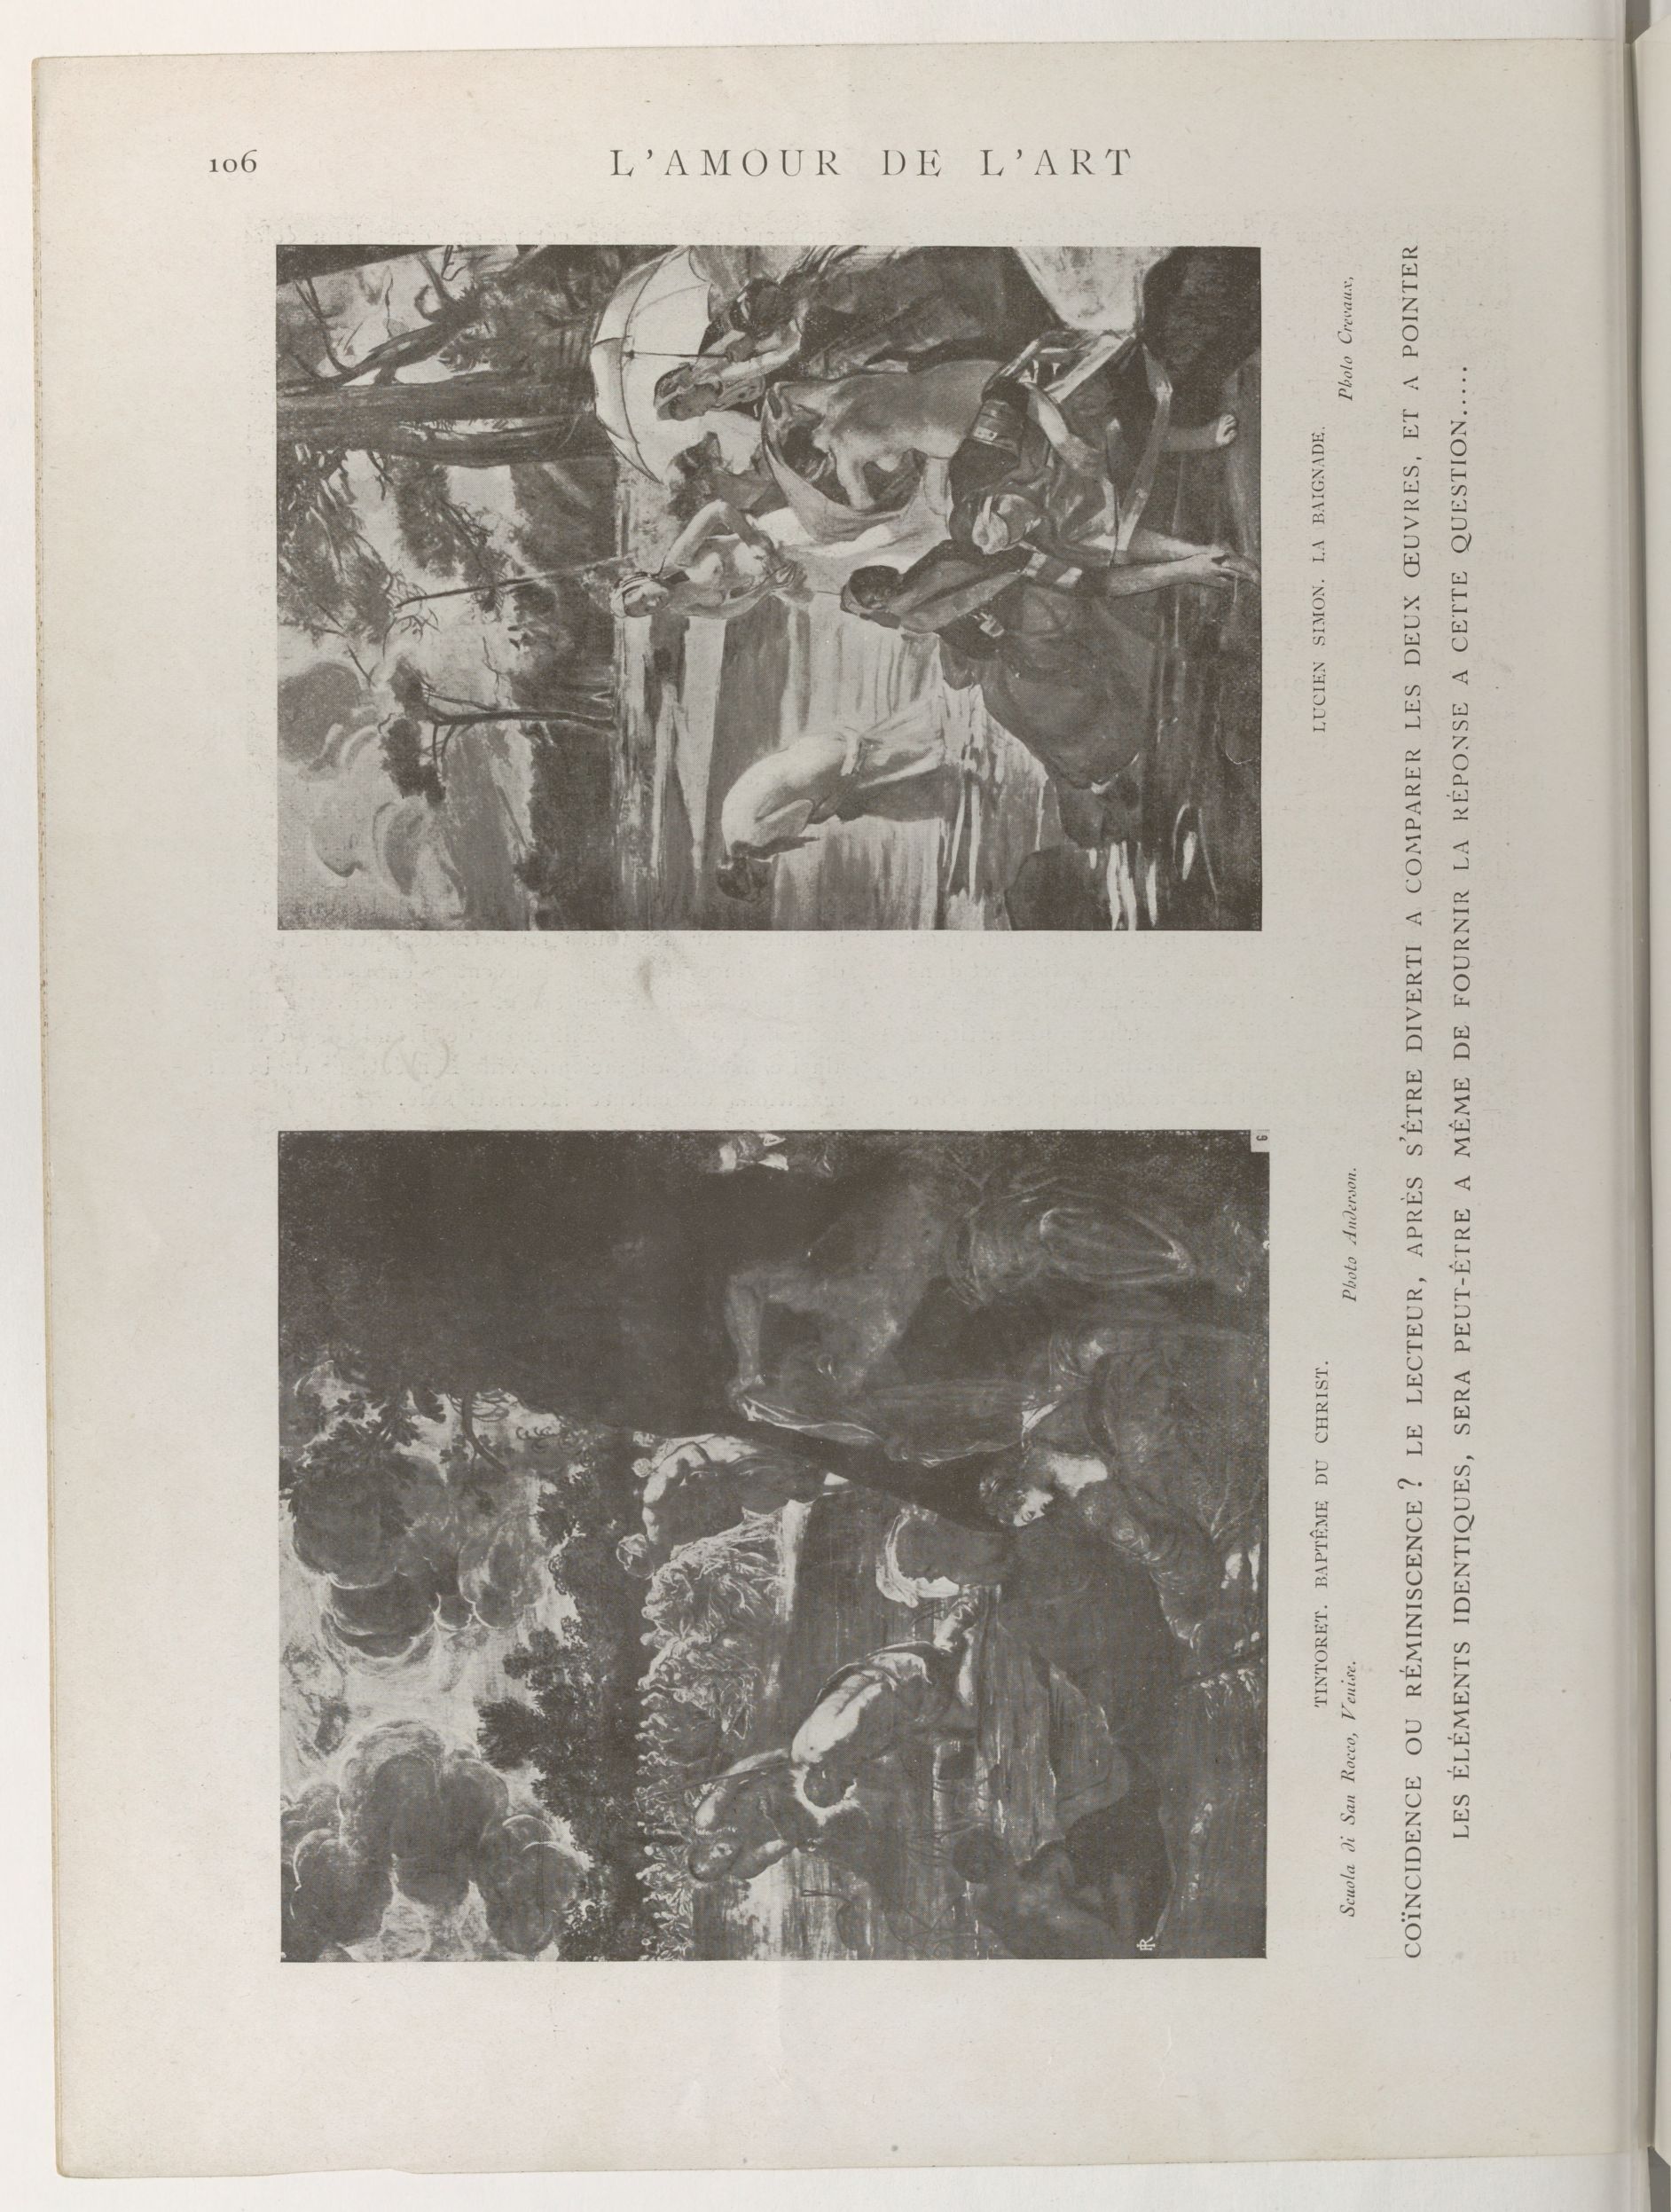 106
L'AMOUR DE L'ART
TINTORET. BAPTÊME DU CHRIST.
Scuola di San Rocco, Venise.
Photo Anderson.
LUCIEN SIMON. LA BAIGNADE.
Photo Crevaux.
COÏNCIDENCE OU RÉMINISCENCE ? LE LECTEUR, APRÈS S'ÊTRE DIVERTI A COMPARER LES DEUX ŒUVRES, ET A POINTER
LES ÉLÉMENTS IDENTIQUES, SERA PEUT-ÊTRE A MÊME DE FOURNIR LA RÉPONSE A CETTE QUESTION.....